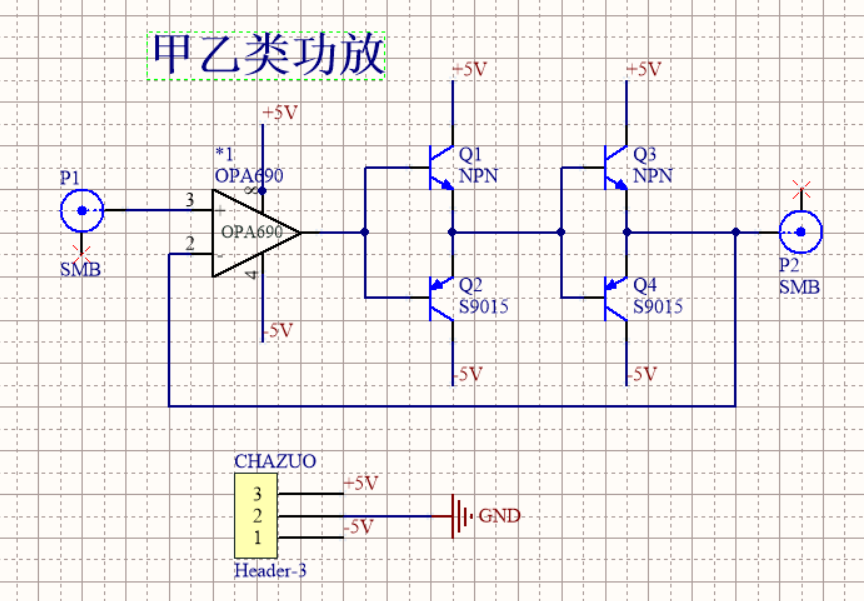 甲乙类功放
+5V
+5V
+5V
*1
OPA690
8
P1
3
+
OPA690
2
-
4
SMB
-5V
Q1
NPN
Q3
NPN
Q2
S9015
Q4
S9015
-5V
-5V
P2
SMB
CHAZUO
3
+5V
2
GND
-5V
1
Header-3